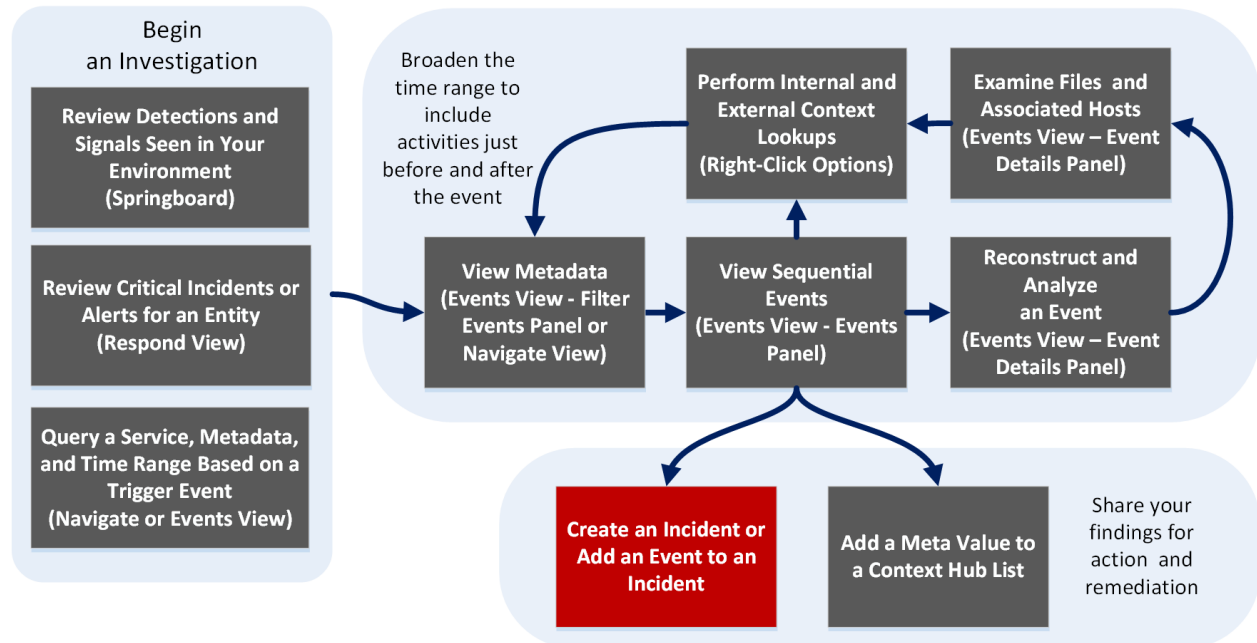 Begin
an Investigation
Review Detections and
Signals Seen in Your
Environment
(Springboard)
Review Critical Incidents or
Alerts for an Entity
(Respond View)
Query a Service, Metadata,
and Time Range Based on a
Trigger Event
(Navigate or Events View)
Broaden the
time range to
include
activities just
before and after
the event
Perform Internal and
External Context
Lookups
(Right-Click Options)
Examine Files and
Associated Hosts
(Events View – Event
Details Panel)
View Metadata
(Events View - Filter
Events Panel or
Navigate View)
View Sequential
Events
(Events View - Events
Panel)
Reconstruct and
Analyze
an Event
(Events View – Event
Details Panel)
Create an Incident or
Add an Event to an
Incident
Add a Meta Value to
a Context Hub List
Share your
findings for
action and
remediation